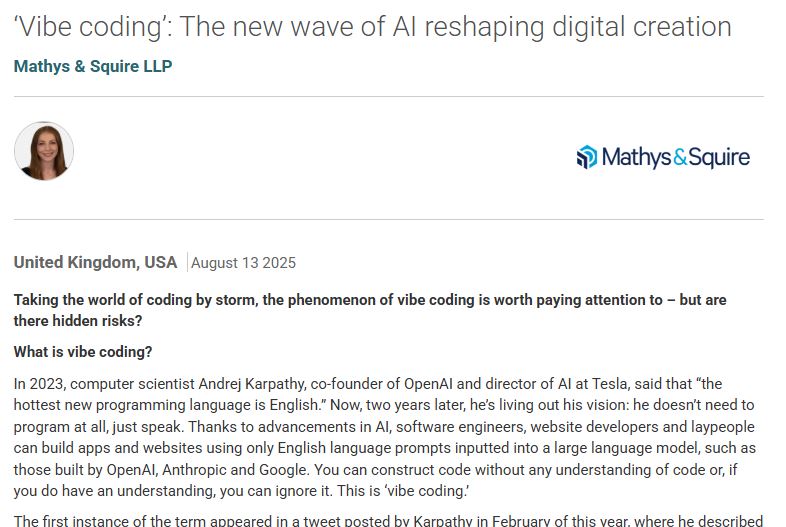 ‘Vibe coding’: The new wave of AI reshaping digital creation
Mathys & Squire LLP
Mathys&Squire
United Kingdom, USA | August 13 2025
Taking the world of coding by storm, the phenomenon of vibe coding is worth paying attention to – but are
there hidden risks?
What is vibe coding?
In 2023, computer scientist Andrej Karpathy, co-founder of OpenAI and director of AI at Tesla, said that “the
hottest new programming language is English.” Now, two years later, he’s living out his vision: he doesn’t need to
program at all, just speak. Thanks to advancements in AI, software engineers, website developers and laypeople
can build apps and websites using only English language prompts inputted into a large language model, such as
those built by OpenAI, Anthropic and Google. You can construct code without any understanding of code or, if
you do have an understanding, you can ignore it. This is ‘vibe coding.’
The first instance of the term appeared in a tweet posted by Karpathy in February of this year, where he described